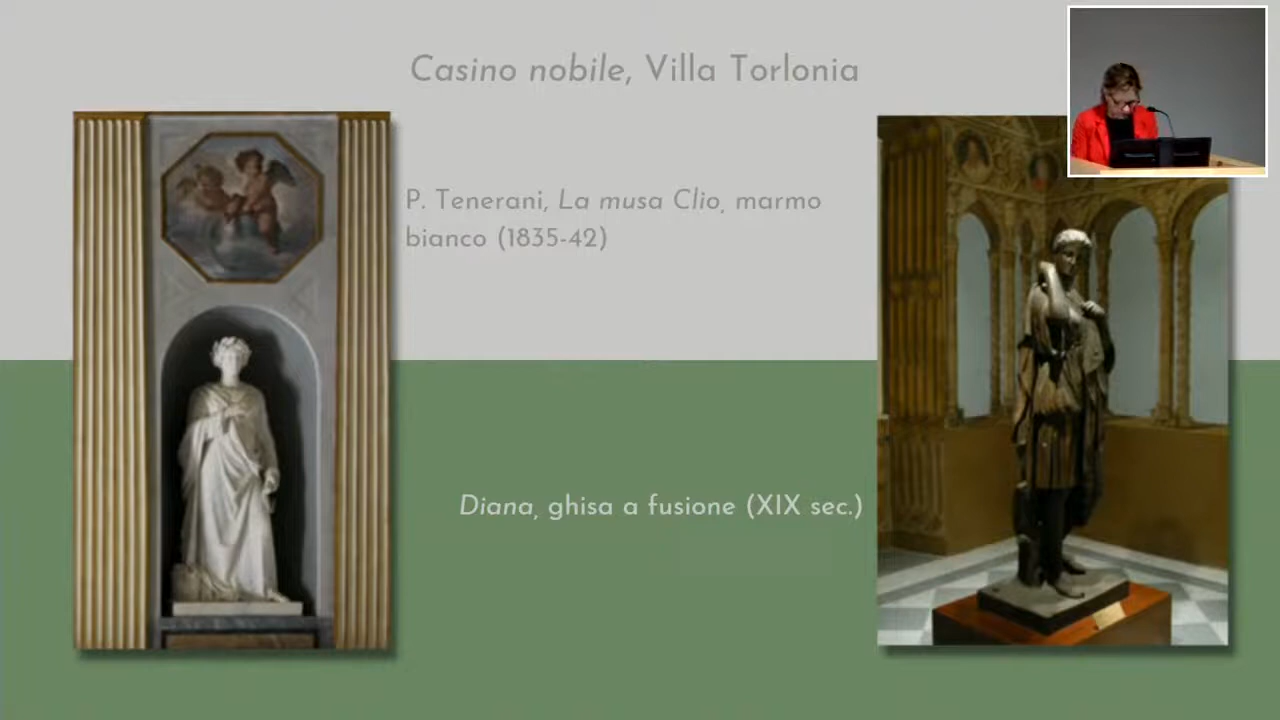 Casino nobile, Villa Torlonia
P. Tenerani, La musa Clio, marmo
bianco (1835-42)
Diana, ghisa a fusione (XIX sec.)